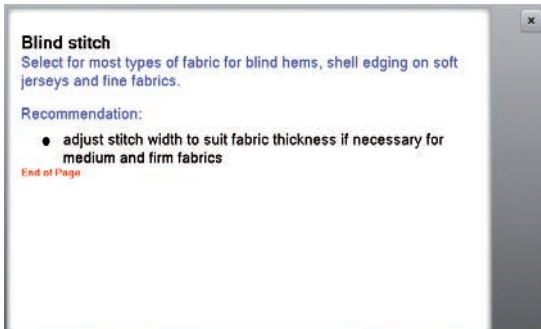 Blind stitch
Select for most types of fabric for blind hems, shell edging on soft
jerseys and fine fabrics.
Recommendation:
● adjust stitch width to suit fabric thickness if necessary for
medium and firm fabrics
End of Page
x